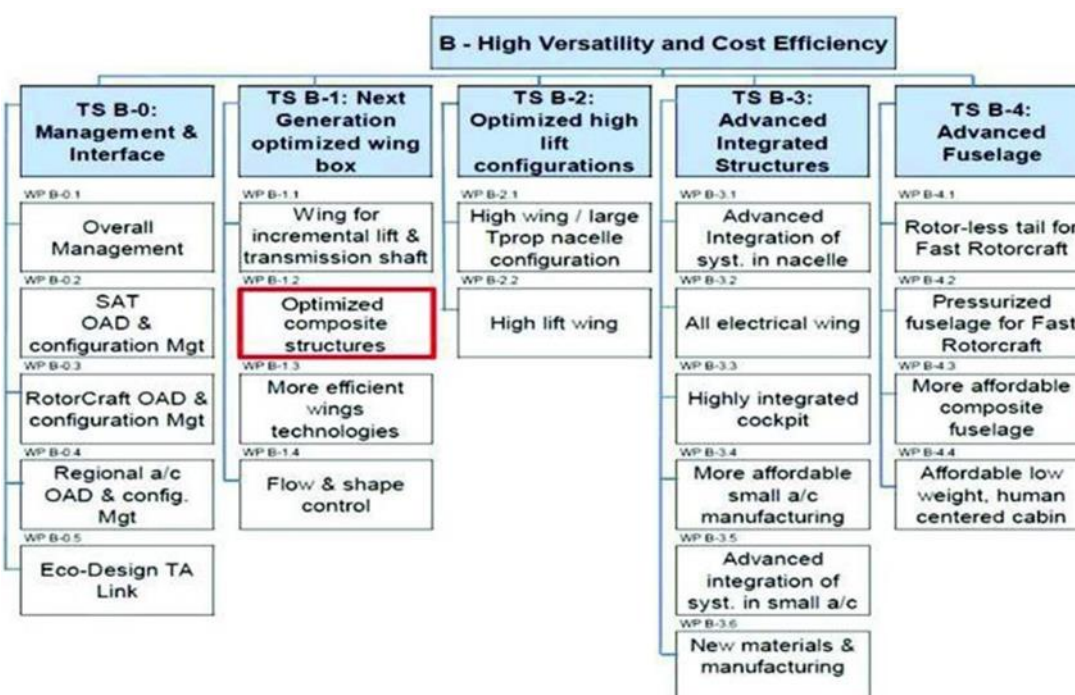 B - High Versatility and Cost Efficiency
TS B-0:
Management &
Interface
WP B-0.1
Overall
Management
WP B-0.2
SAT
OAD &
configuration Mgt
WP B-0.3
RotorCraft OAD &
configuration Mgt
WP B-0.4
Regional a/c
OAD & config.
Mgt
WP B-0.5
Eco-Design TA
Link
TS B-1: Next
Generation
optimized wing
box
WP B-1.1
Wing for
incremental lift &
transmission shaft
WP B-1.2
Optimized
composite
structures
WP B-1.3
More efficient
wings
technologies
WP B-1.4
Flow & shape
control
TS B-2:
Optimized high
lift
configurations
WP B-2.1
High wing / large
Tprop nacelle
configuration
WP B-2.2
High lift wing
TS B-3:
Advanced
Integrated
Structures
WP B-3.1
Advanced
Integration of
syst. in nacelle
WP B-3.2
All electrical wing
WP B-3.3
Highly integrated
cockpit
WP B-3.4
More affordable
small a/c
manufacturing
WP B-3.5
Advanced
integration of
syst. in small a/c
WP B-3.6
New materials &
manufacturing
TS B-4:
Advanced
Fuselage
WP B-4.1
Rotor-less tail for
Fast Rotorcraft
WP B-4.2
Pressurized
fuselage for Fast
Rotorcraft
WP B-4.3
More affordable
composite
fuselage
WP B-4.4
Affordable low
weight, human
centered cabin